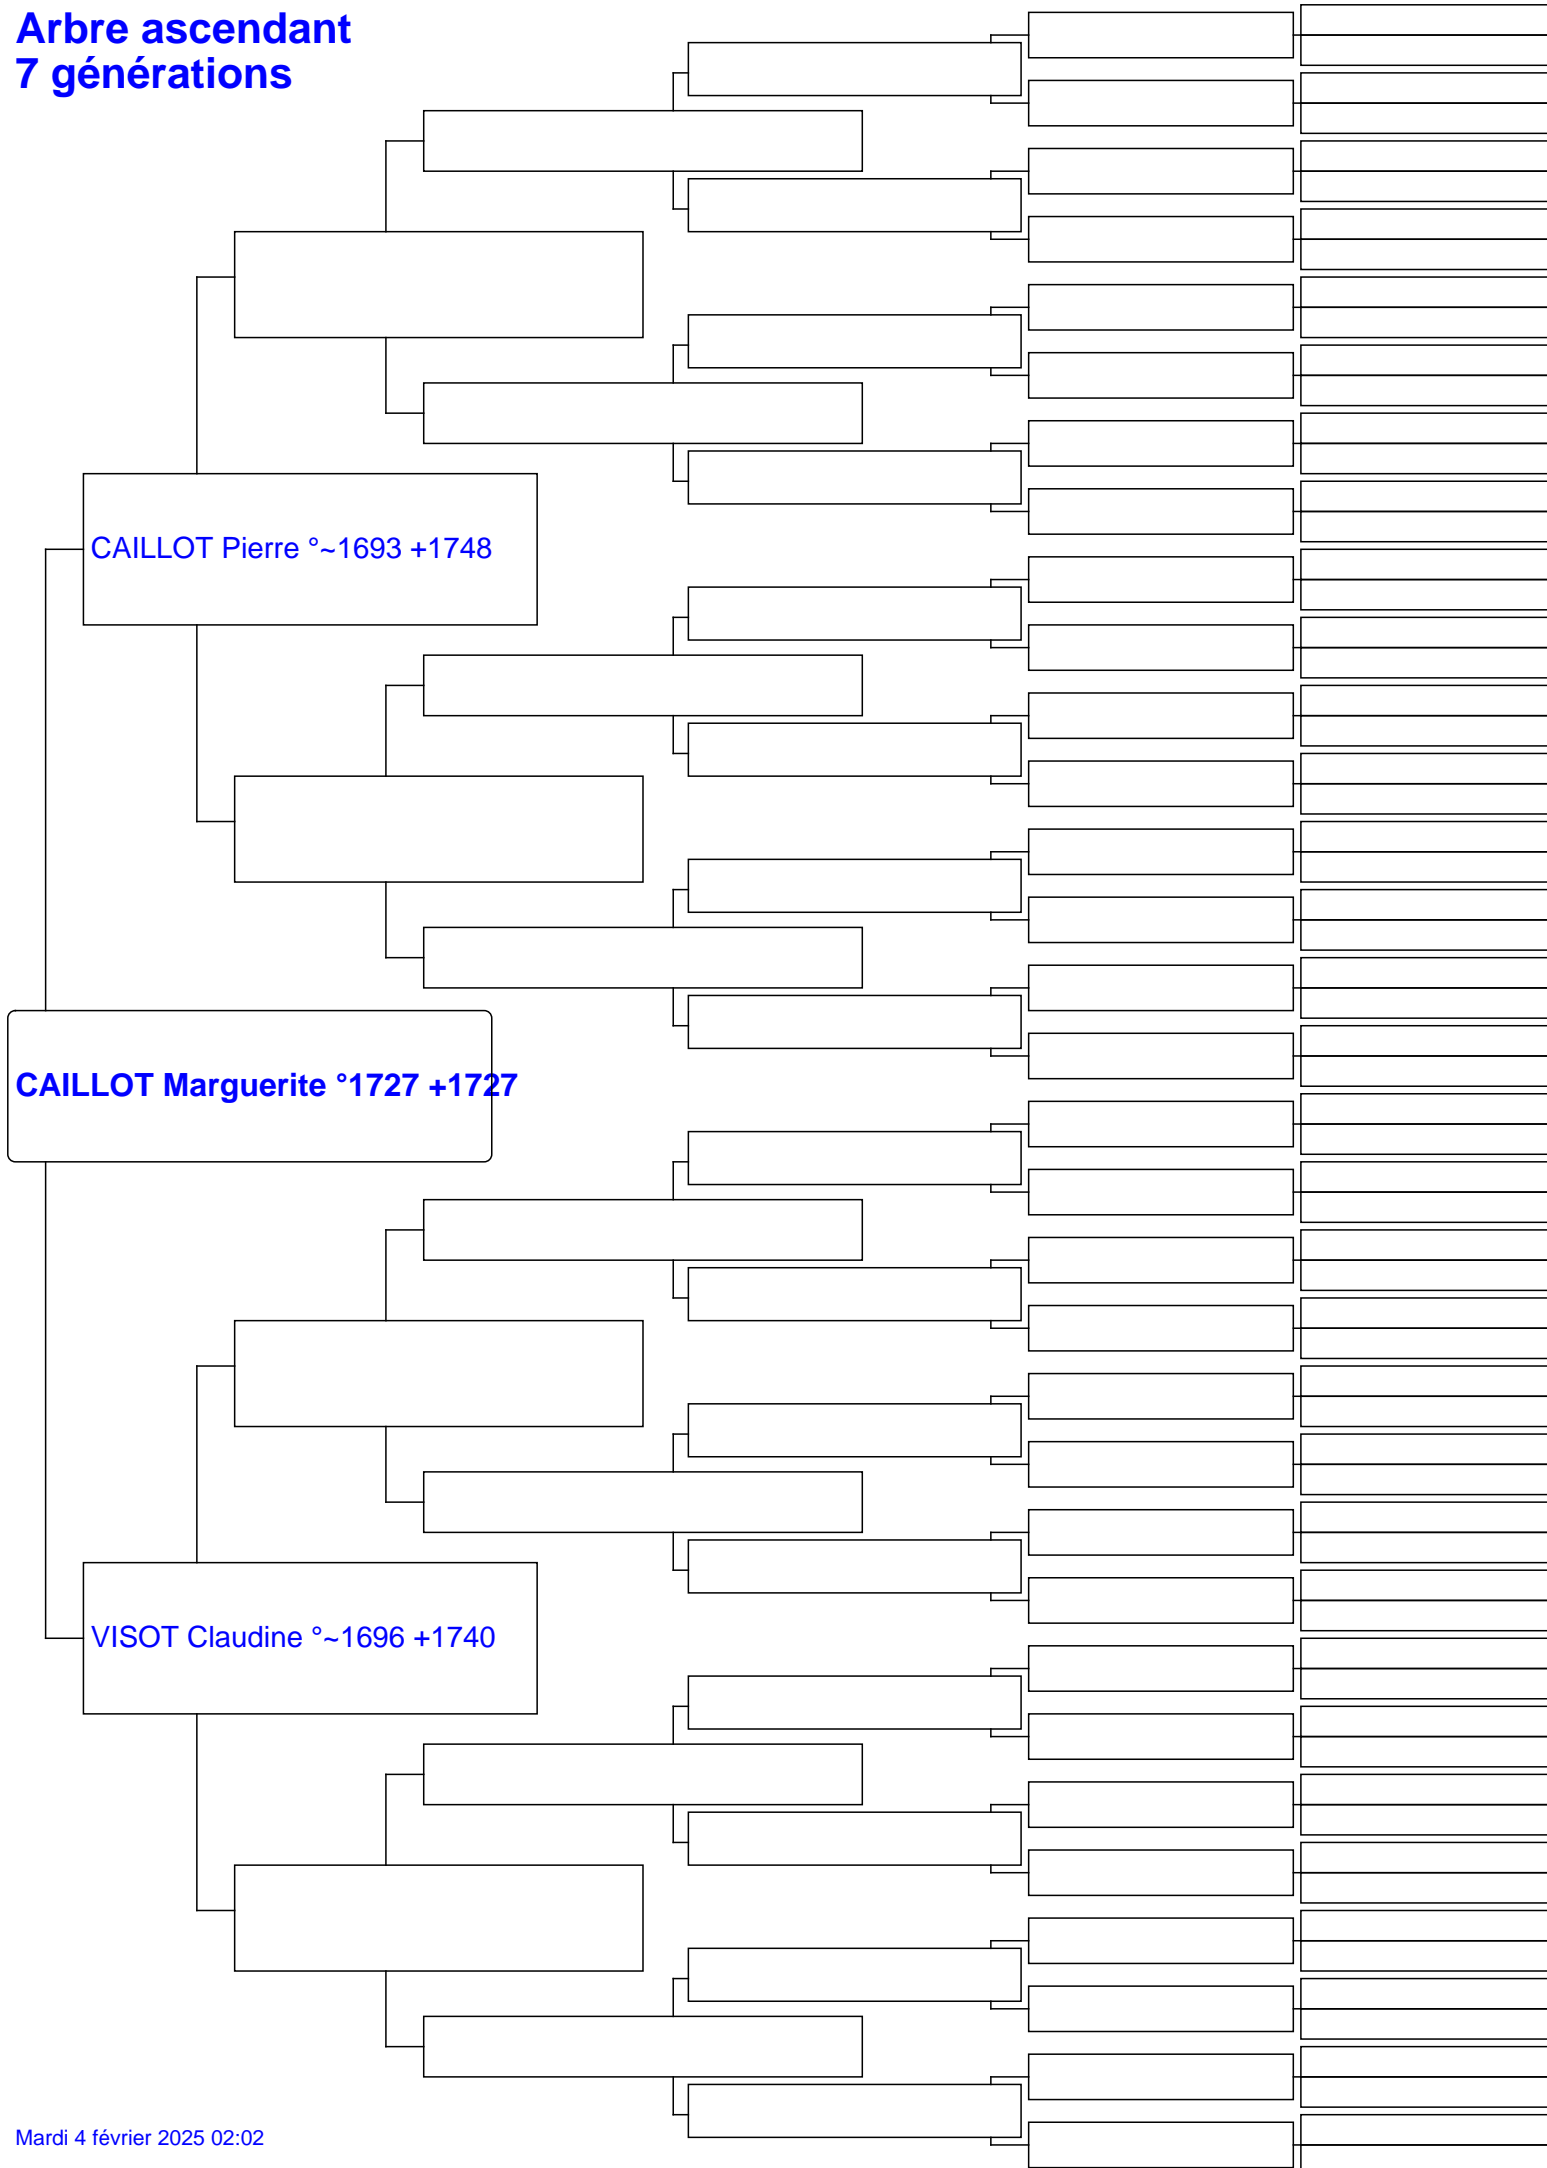 Arbre ascendant
7 générations
CAILLOT Pierre °~1693 +1748
CAILLOT Marguerite °1727 +1727
VISOT Claudine °~1696 +1740
Mardi 4 février 2025 02:02